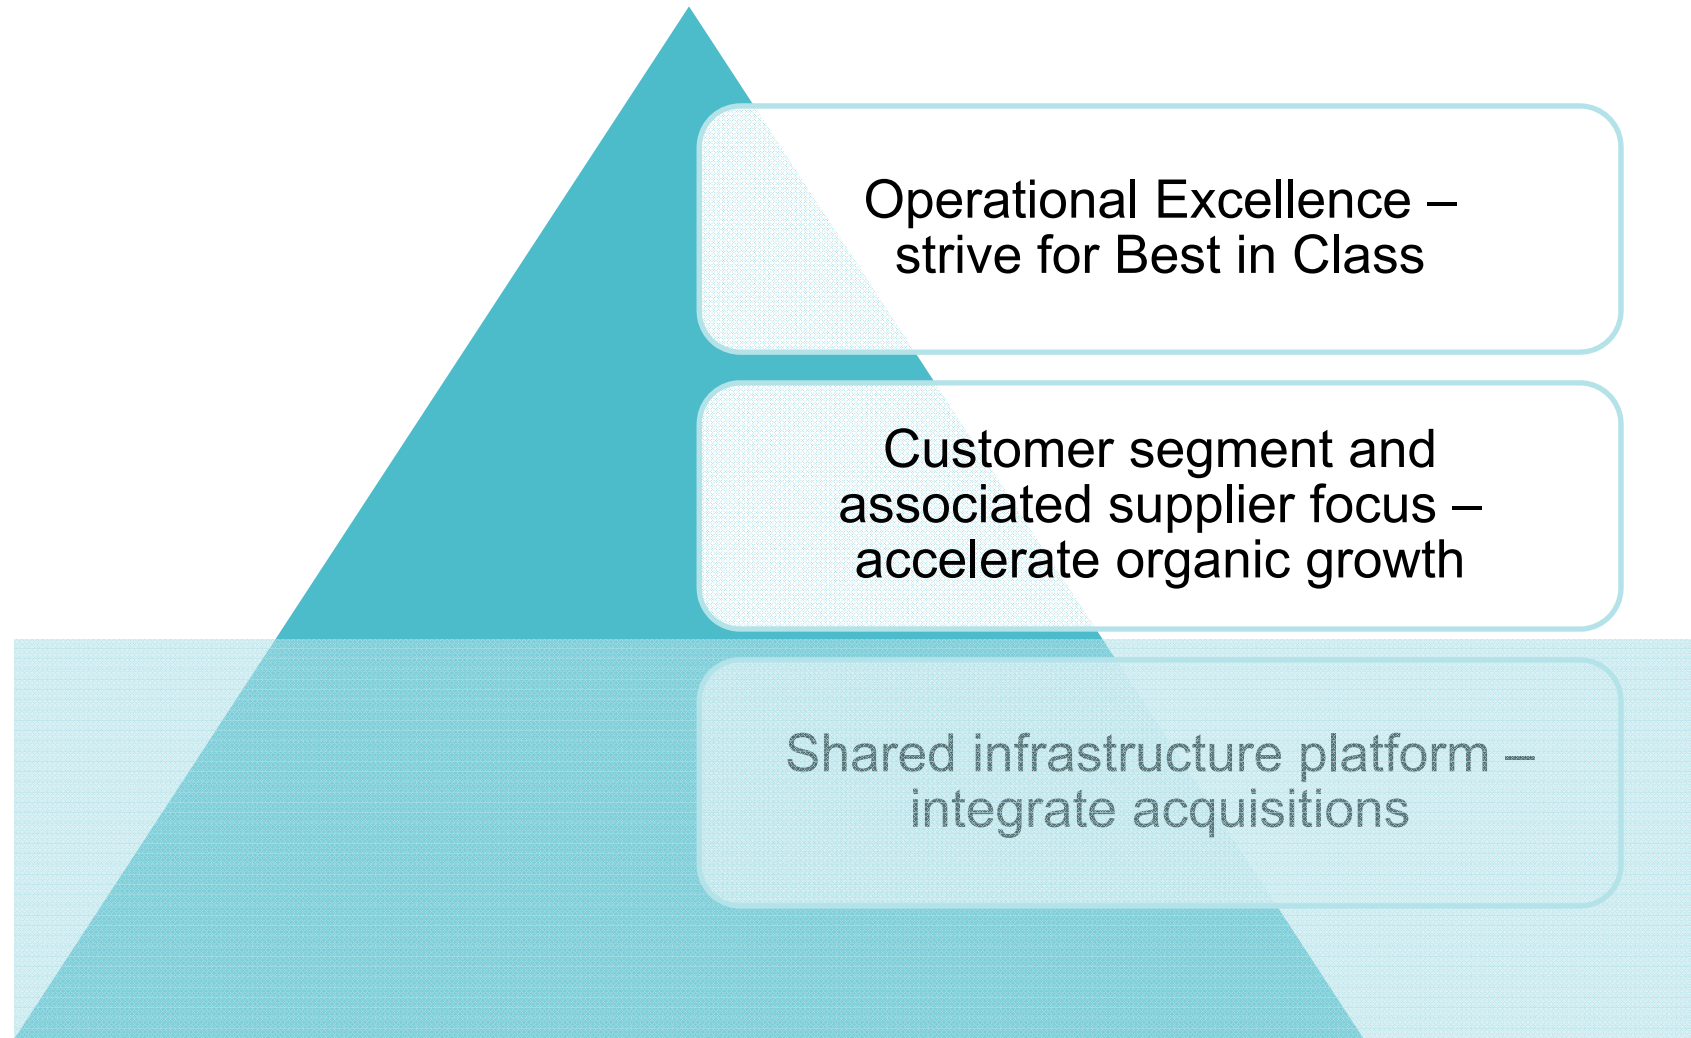 Operational Excellence –
strive for Best in Class
Customer segment and
associated supplier focus –
accelerate organic growth
Shared infrastructure platform –
integrate acquisitions